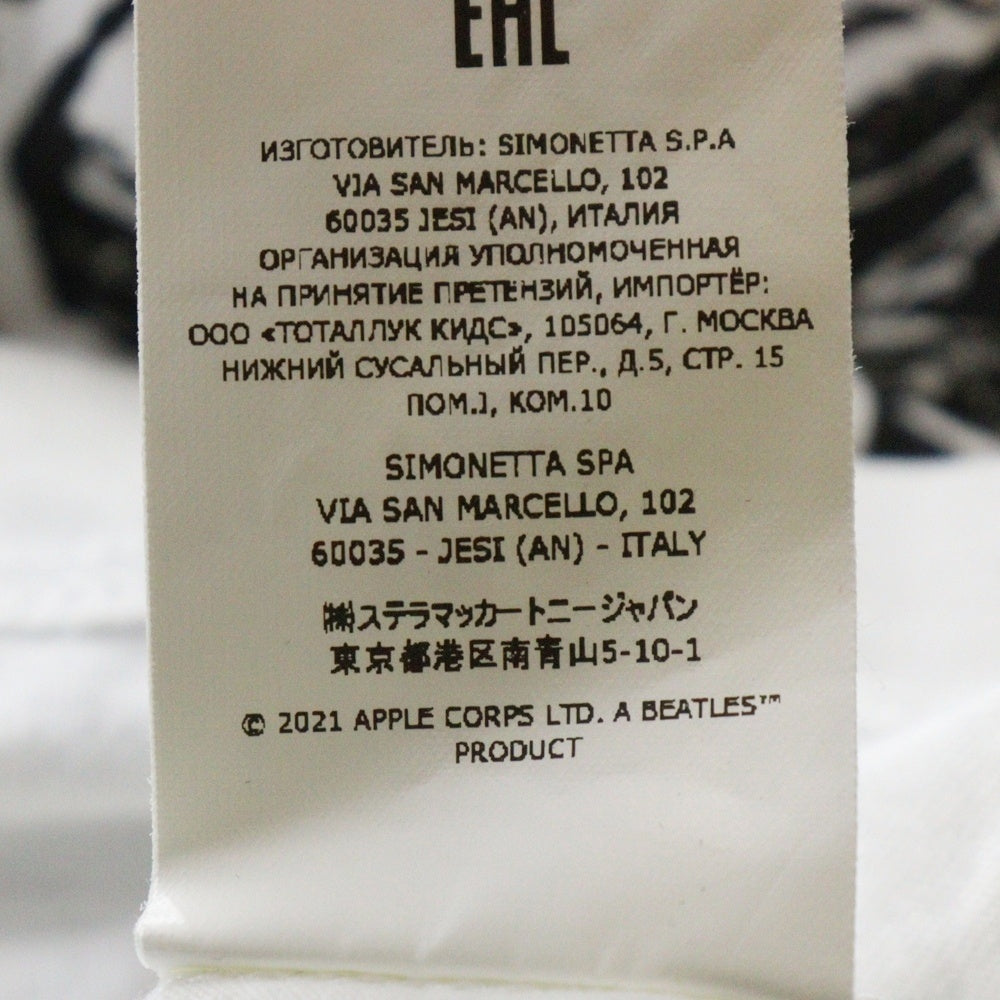 EAC
ИЗГОТОВИТЕЛЬ: SIMONETTA S.P.A
VIA SAN MARCELLO, 102
60035 JESI (AN), ИТАЛИЯ
ОРГАНИЗАЦИЯ УПОЛНОМОЧЕННАЯ
НА ПРИНЯТИЕ ПРЕТЕНЗИЙ, ИМПОРТЁР:
ООО «ТОТАЛЛУК КИДС», 105064, Г. МОСКВА
НИЖНИЙ СУСАЛЬНЫЙ ПЕР., Д.5, СТР. 15
ПОМ.I, КОМ.10
SIMONETTA SPA
VIA SAN MARCELLO, 102
60035 - JESI (AN) - ITALY
㈱ステラマッカートニージャパン
東京都港区南青山5-10-1
© 2021 APPLE CORPS LTD. A BEATLES™
PRODUCT